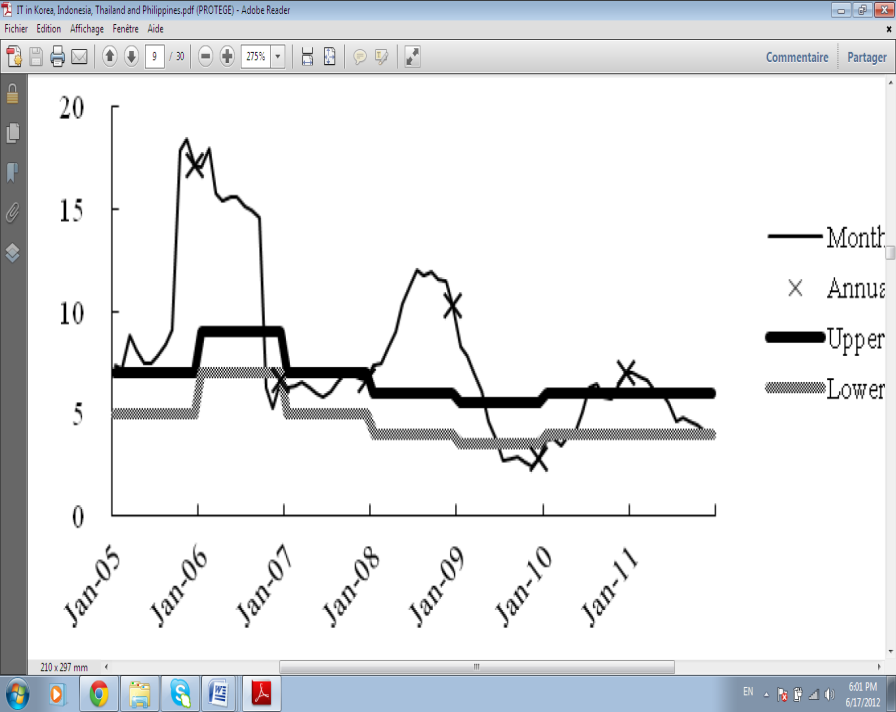 IT in Korea, Indonesia, Thailand and Philippines.pdf (PROTEGE) - Adobe Reader
Fichier Edition Affichage Fenêtre Aide
9 / 30 275% Commentaire Partager
20
15
10
5
0
Month
Annua
Upper
Lower
Jan-05 Jan-06 Jan-07 Jan-08 Jan-09 Jan-10 Jan-11
210 x 297 mm
EN 6:01 PM
6/17/2012